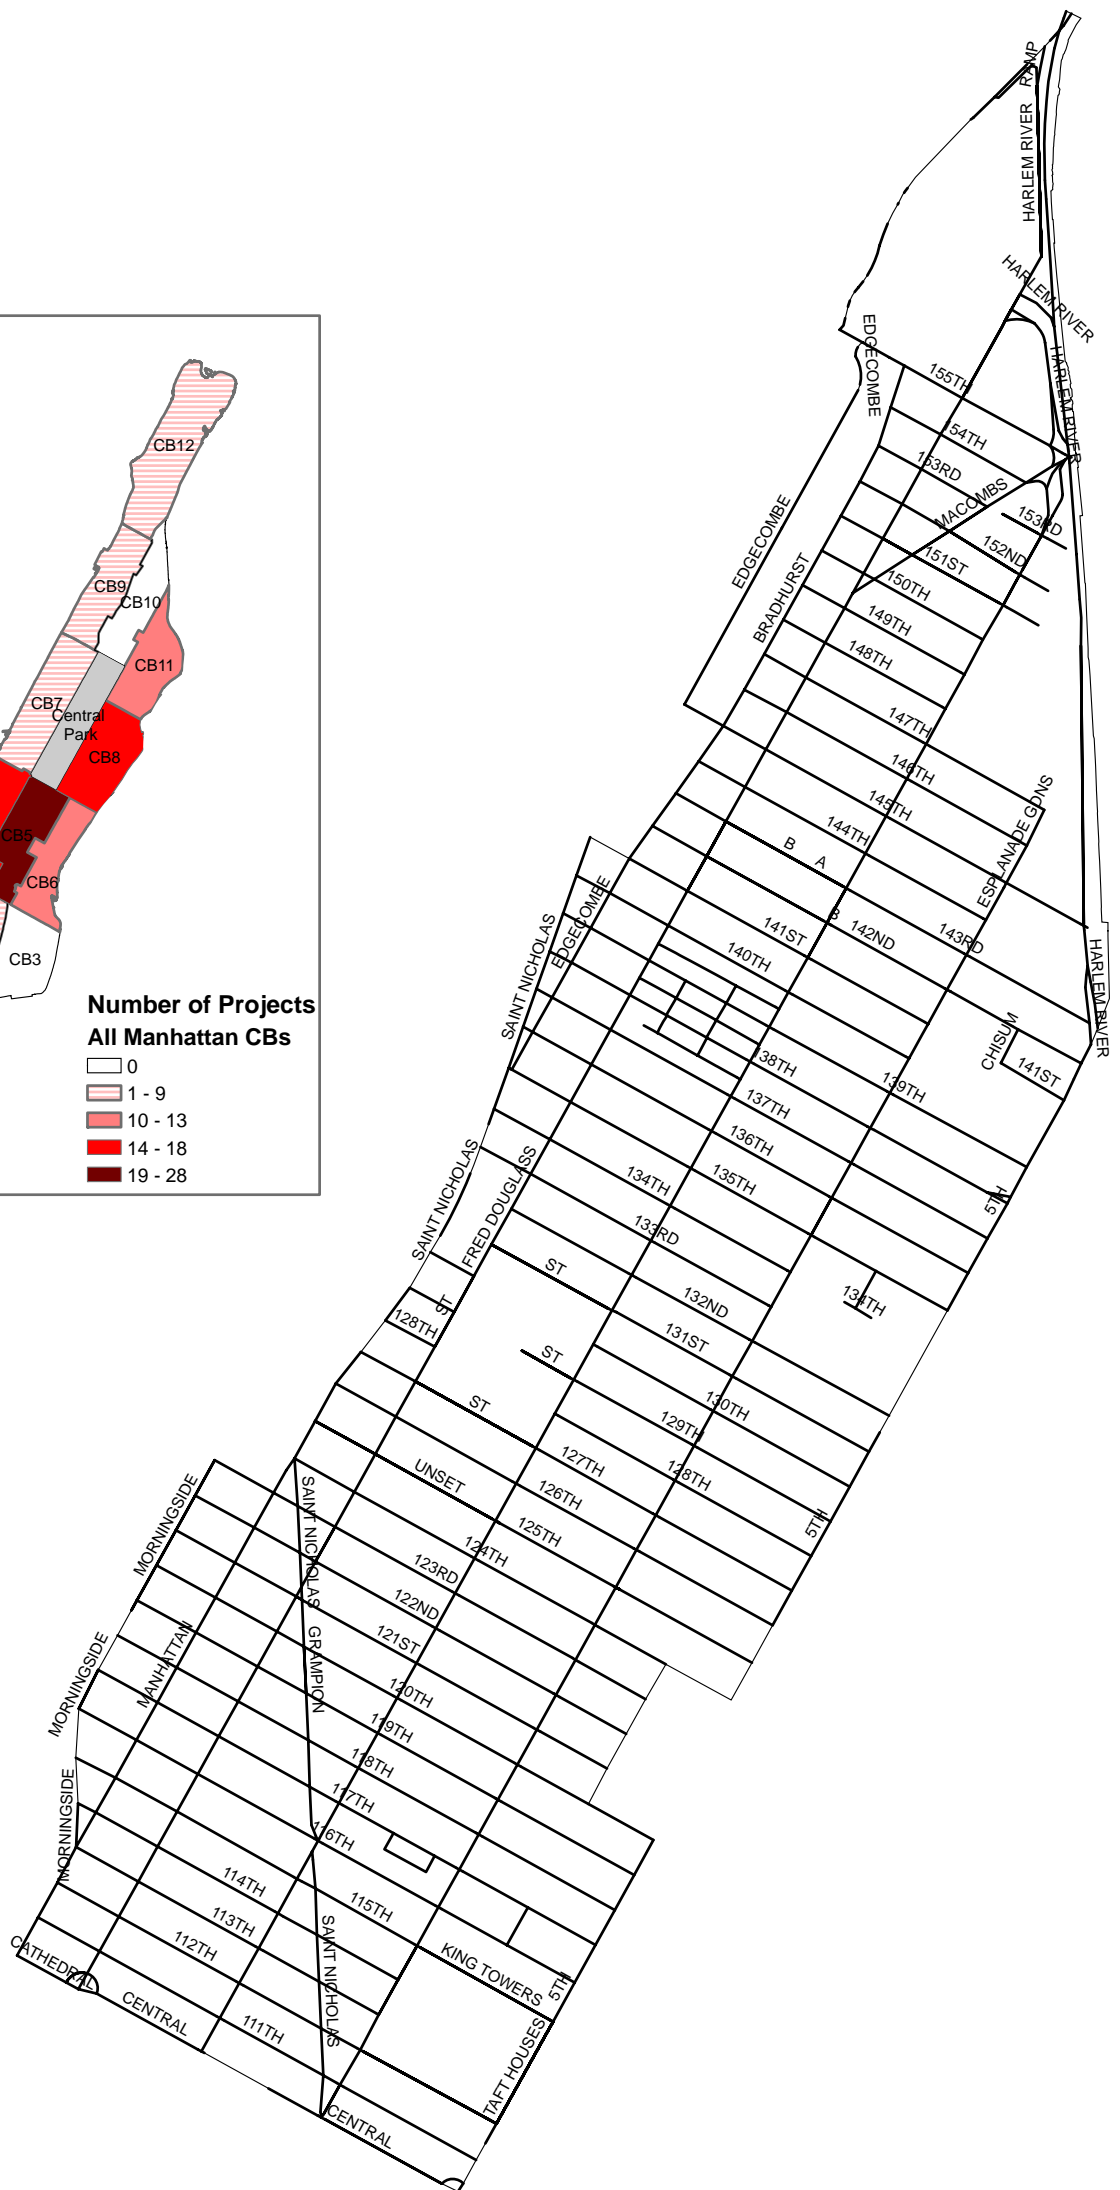 HARLEM RIVER RAMP
HARLEM RIVER
HARLEM RIVER
HARLEM RIVER
EDGECOMBE
155TH
154TH
153RD
MACOMBS
153RD
152ND
151ST
150TH
149TH
148TH
147TH
146TH
145TH
144TH
EDGECOMBE
BRADHURST
ESPLANADE GDNS
B A
B
143RD
142ND
141ST
140TH
EDGECOMBE
SAINT NICHOLAS
HARLEM RIVER
CHISUM
141ST
139TH
138TH
137TH
136TH
135TH
134TH
133RD
5TH
134TH
SAINT NICHOLAS
FRED DOUGLASS
ST
ST
128TH
132ND
131ST
ST
130TH
129TH
128TH
ST
127TH
126TH
125TH
UNSET
5TH
124TH
123RD
122ND
121ST
120TH
119TH
118TH
117TH
116TH
115TH
114TH
113TH
112TH
111TH
MORNINGSIDE
MORNINGSIDE
MORNINGSIDE
MANHATTAN
SAINT NICHOLAS
GRAMPION
SAINT NICHOLAS
KING TOWERS
5TH
TAFT HOUSES
CATHEDRAL
CENTRAL
CENTRAL
CB12
CB9
CB10
CB11
CB7
Central
Park
CB8
CB5
CB6
CB3
Number of Projects
All Manhattan CBs
0
1 - 9
10 - 13
14 - 18
19 - 28